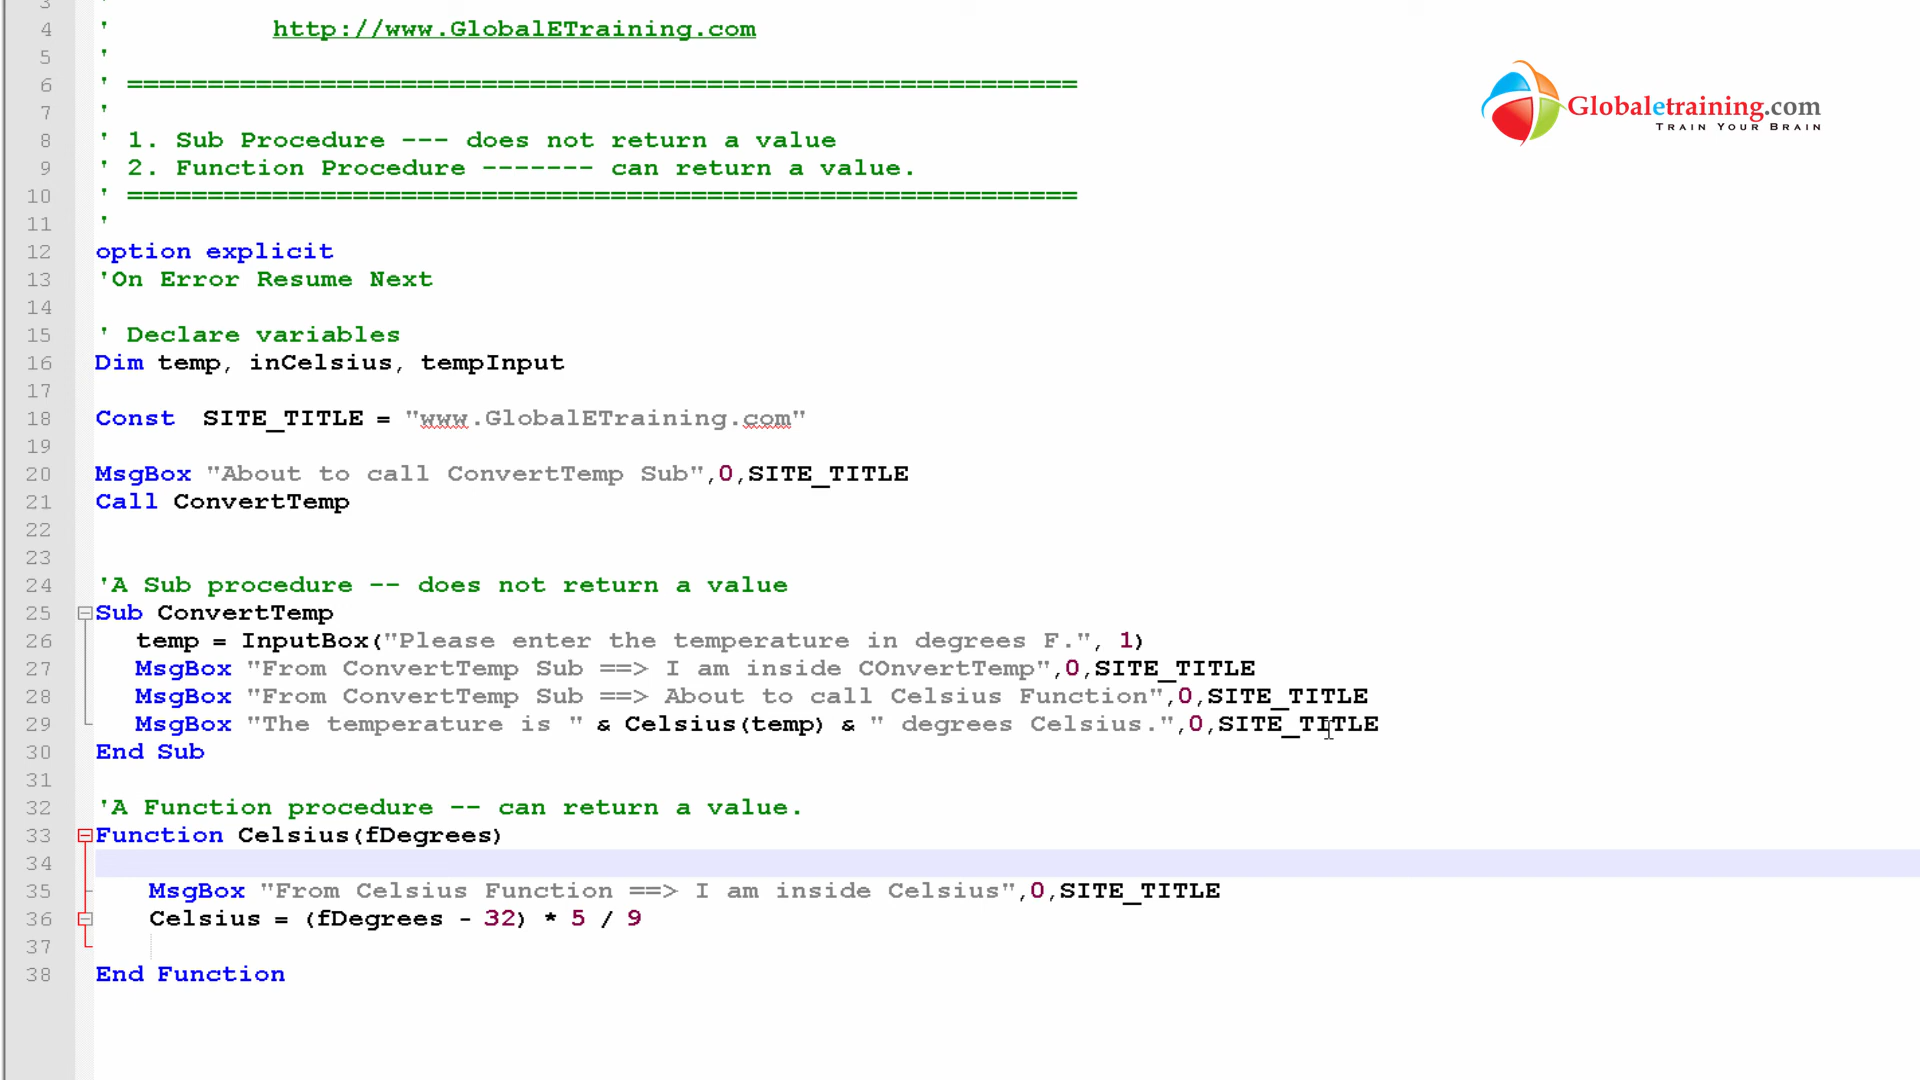 3 '
4 ' http://www.GlobalETraining.com
5 '
6 ' ===========================================================
7 '
8 ' 1. Sub Procedure --- does not return a value
9 ' 2. Function Procedure ------- can return a value.
10 ' ===========================================================
11 '
12 option explicit
13 'On Error Resume Next
14
15 ' Declare variables
16 Dim temp, inCelsius, tempInput
17
18 Const  SITE_TITLE = "www.GlobalETraining.com"
19
20 MsgBox "About to call ConvertTemp Sub",0,SITE_TITLE
21 Call ConvertTemp
22
23
24 'A Sub procedure -- does not return a value
25 Sub ConvertTemp
26 temp = InputBox("Please enter the temperature in degrees F.", 1)
27 MsgBox "From ConvertTemp Sub ==> I am inside COnvertTemp",0,SITE_TITLE
28 MsgBox "From ConvertTemp Sub ==> About to call Celsius Function",0,SITE_TITLE
29 MsgBox "The temperature is " & Celsius(temp) & " degrees Celsius.",0,SITE_TITLE
30 End Sub
31
32 'A Function procedure -- can return a value.
33 Function Celsius(fDegrees)
34
35 MsgBox "From Celsius Function ==> I am inside Celsius",0,SITE_TITLE
36 Celsius = (fDegrees - 32) * 5 / 9
37
38 End Function
Globaletraining.com
TRAIN YOUR BRAIN